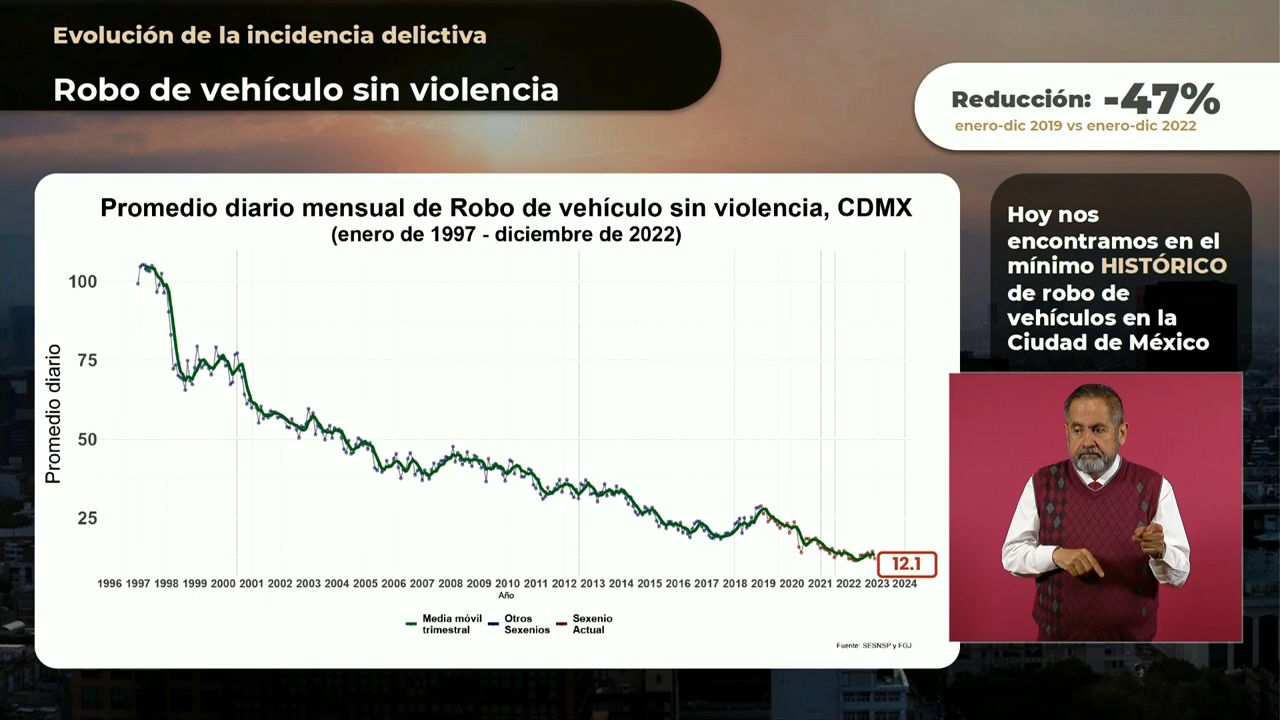 Evolución de la incidencia delictiva
Robo de vehículo sin violencia
Reducción: -47%
enero-dic 2019 vs enero-dic 2022
Promedio diario mensual de Robo de vehículo sin violencia, CDMX
(enero de 1997 - diciembre de 2022)
Promedio diario
100
75
50
25
12.1
1996 1997 1998 1999 2000 2001 2002 2003 2004 2005 2006 2007 2008 2009 2010 2011 2012 2013 2014 2015 2016 2017 2018 2019 2020 2021 2022 2023 2024
Año
Media móvil
trimestral
Otros
Sexenios
Sexenio
Actual
Fuente: SESNSP y FGJ
Hoy nos
encontramos en el
mínimo HISTÓRICO
de robo de
vehículos en la
Ciudad de México